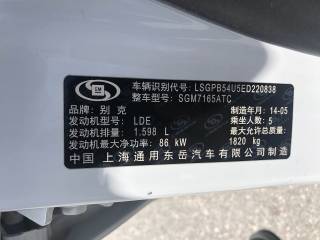 车辆识别代号: LSGPB54U5ED220838
整车型号: SGM7165ATC
品牌: 别 克 制造年月: 14-05
发动机型号: LDE 乘坐人数: 5
发动机排量: 1.598 L 最大允许总质量:
发动机最大净功率: 86 kW 1820 kg
中国 上海通用东岳汽车有限公司制造